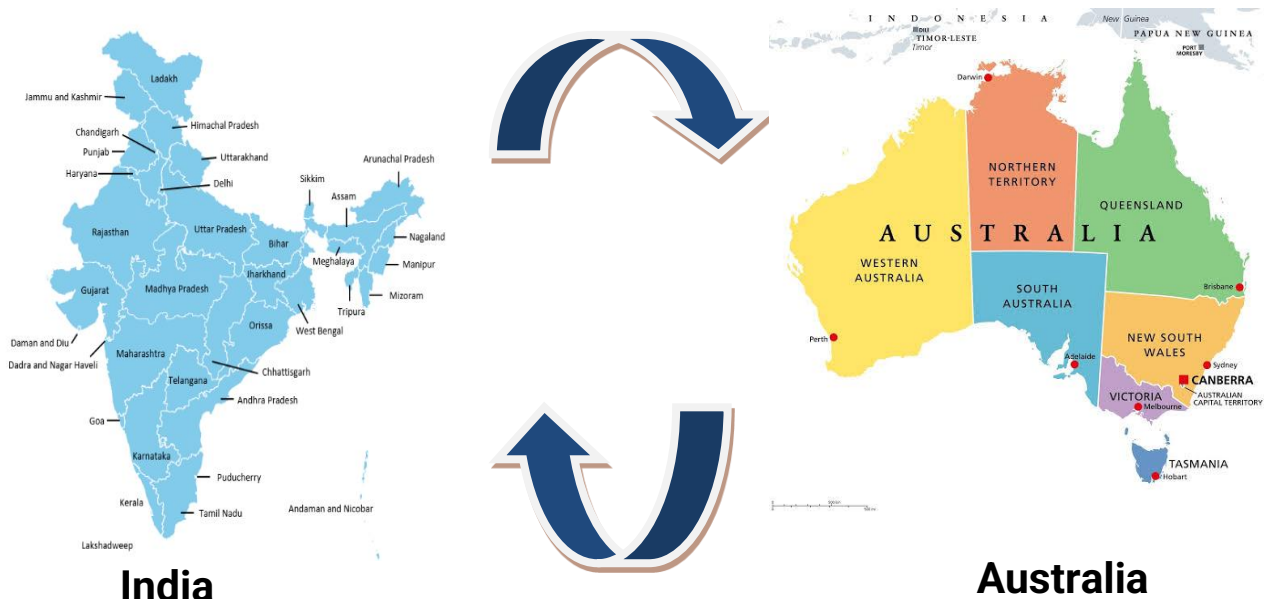 Ladakh
Jammu and Kashmir
Himachal Pradesh
Chandigarh
Punjab
Uttarakhand
Haryana
Delhi
Arunachal Pradesh
Sikkim
Assam
Rajasthan
Uttar Pradesh
Bihar
Nagaland
Meghalaya
Manipur
Jharkhand
Gujarat
Madhya Pradesh
Mizoram
Tripura
Orissa
West Bengal
Daman and Diu
Dadra and Nagar Haveli
Maharashtra
Chhattisgarh
Telangana
Andhra Pradesh
Goa
Karnataka
Puducherry
Kerala
Tamil Nadu
Andaman and Nicobar
Lakshadweep
India
INDONESIA
New Guinea
DILI
TIMOR-LESTE
Timor
PAPUA NEW GUINEA
PORT
MORESBY
Darwin
NORTHERN
TERRITORY
QUEENSLAND
AUSTRALIA
WESTERN
AUSTRALIA
SOUTH
AUSTRALIA
Brisbane
Perth
NEW SOUTH
WALES
Adelaide
Sydney
CANBERRA
AUSTRALIAN
CAPITAL TERRITORY
VICTORIA
Melbourne
TASMANIA
Hobart
Australia